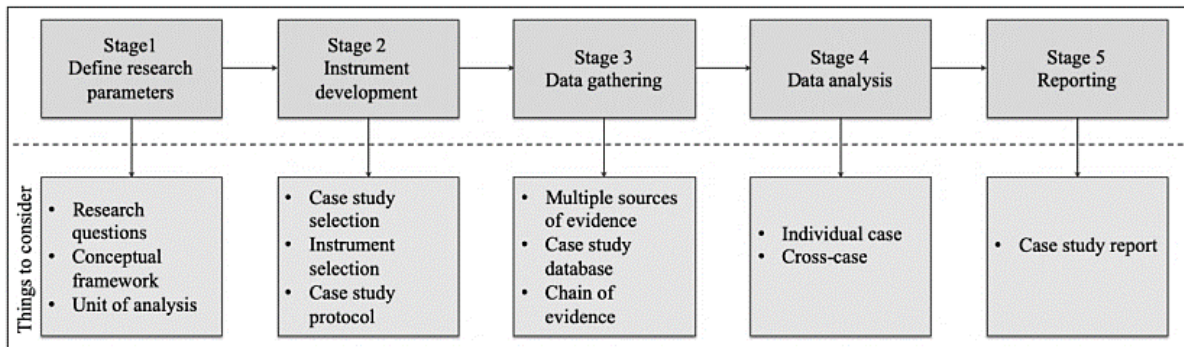 Stage1
Define research
parameters
Stage 2
Instrument
development
Stage 3
Data gathering
Stage 4
Data analysis
Stage 5
Reporting
Things to consider
• Research
questions
• Conceptual
framework
• Unit of analysis
• Case study
selection
• Instrument
selection
• Case study
protocol
• Multiple sources
of evidence
• Case study
database
• Chain of
evidence
• Individual case
• Cross-case
• Case study report